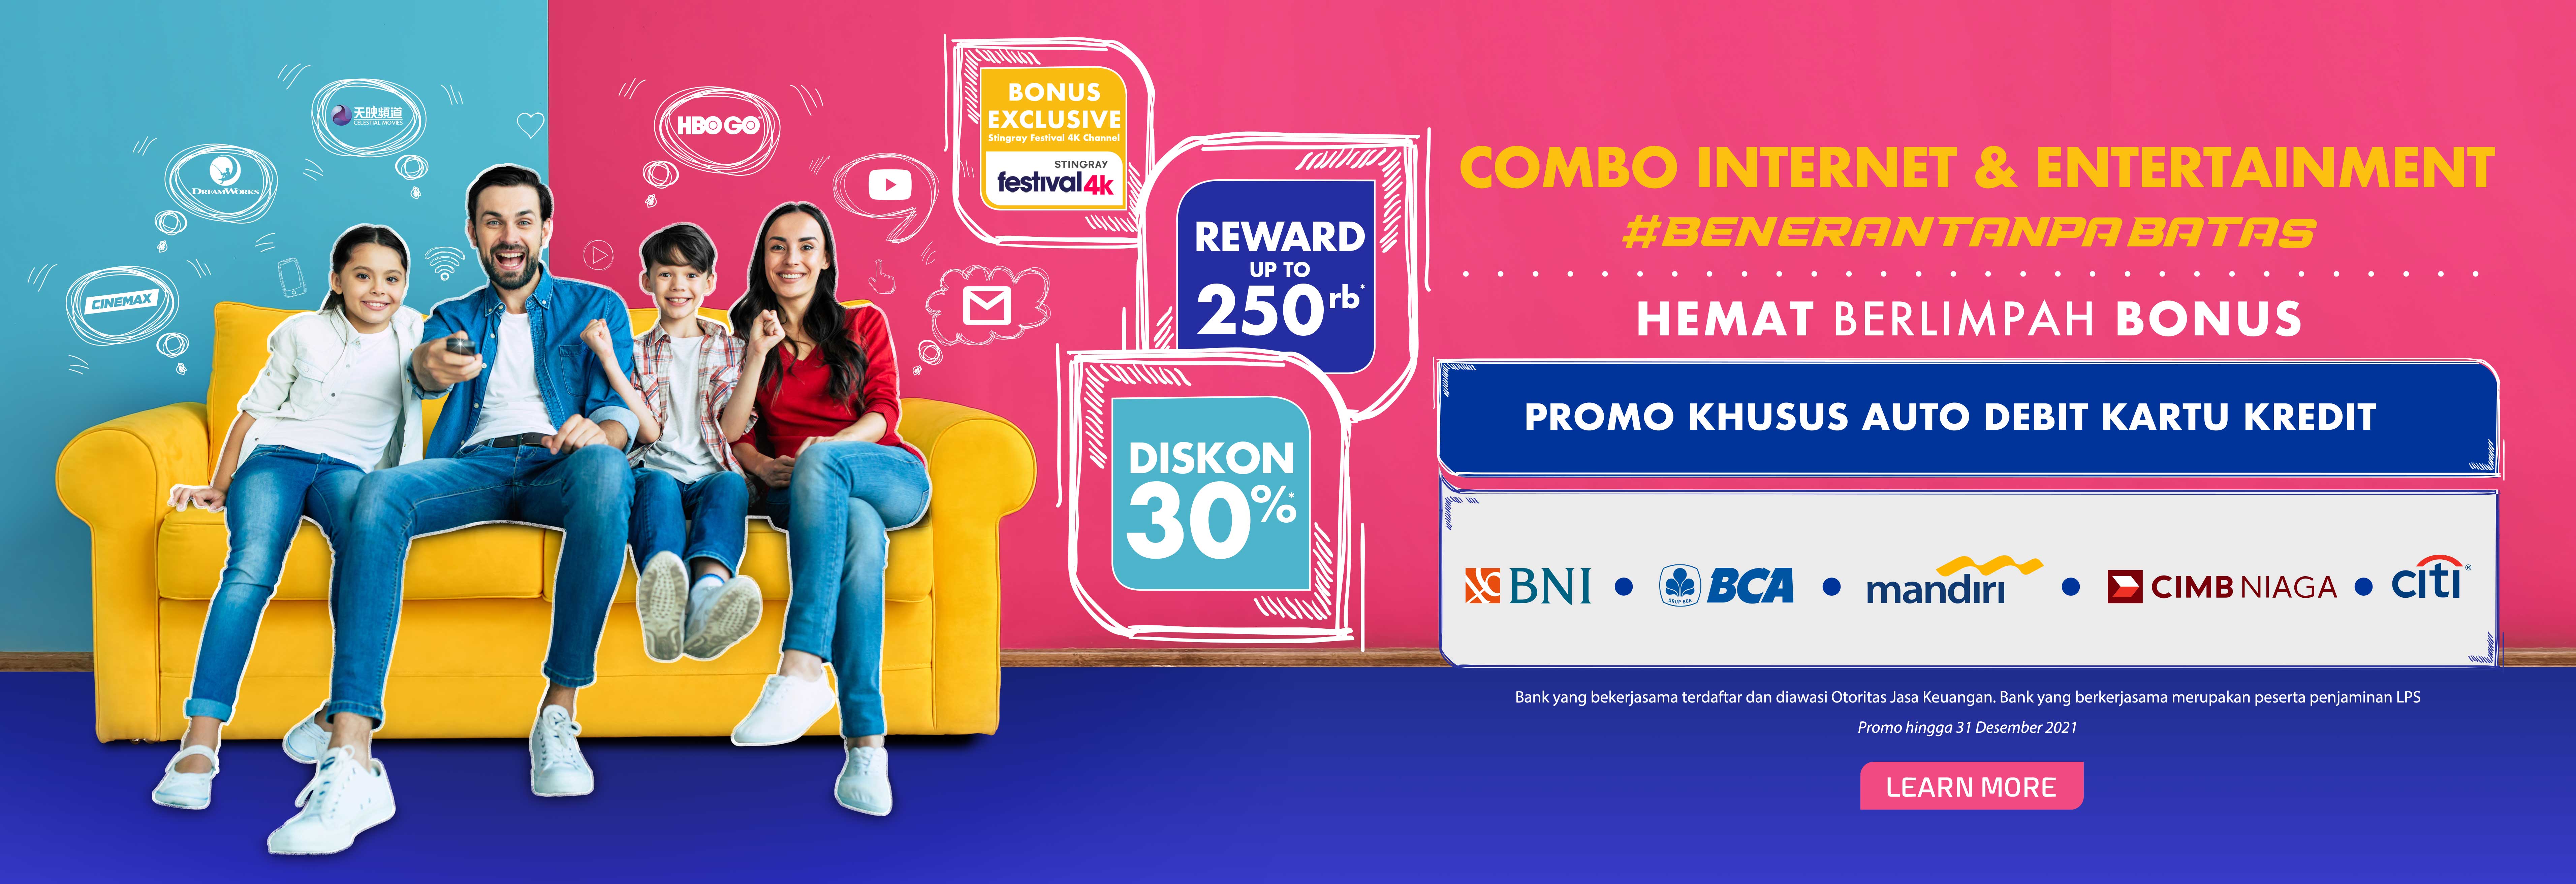 天映頻道
CELESTIAL MOVIES
DREAMWORKS
CINEMAX
HBO GO
BONUS
EXCLUSIVE
Stingray Festival 4K Channel
STINGRAY
festival4k
REWARD
UP TO
250rb*
DISKON
30%*
COMBO INTERNET & ENTERTAINMENT
#BENERANTANPABATAS
HEMAT BERLIMPAH BONUS
PROMO KHUSUS AUTO DEBIT KARTU KREDIT
BNI • GRUP BCA BCA • mandiri • CIMB NIAGA • citi®
Bank yang bekerjasama terdaftar dan diawasi Otoritas Jasa Keuangan. Bank yang berkerjasama merupakan peserta penjaminan LPS
Promo hingga 31 Desember 2021
LEARN MORE